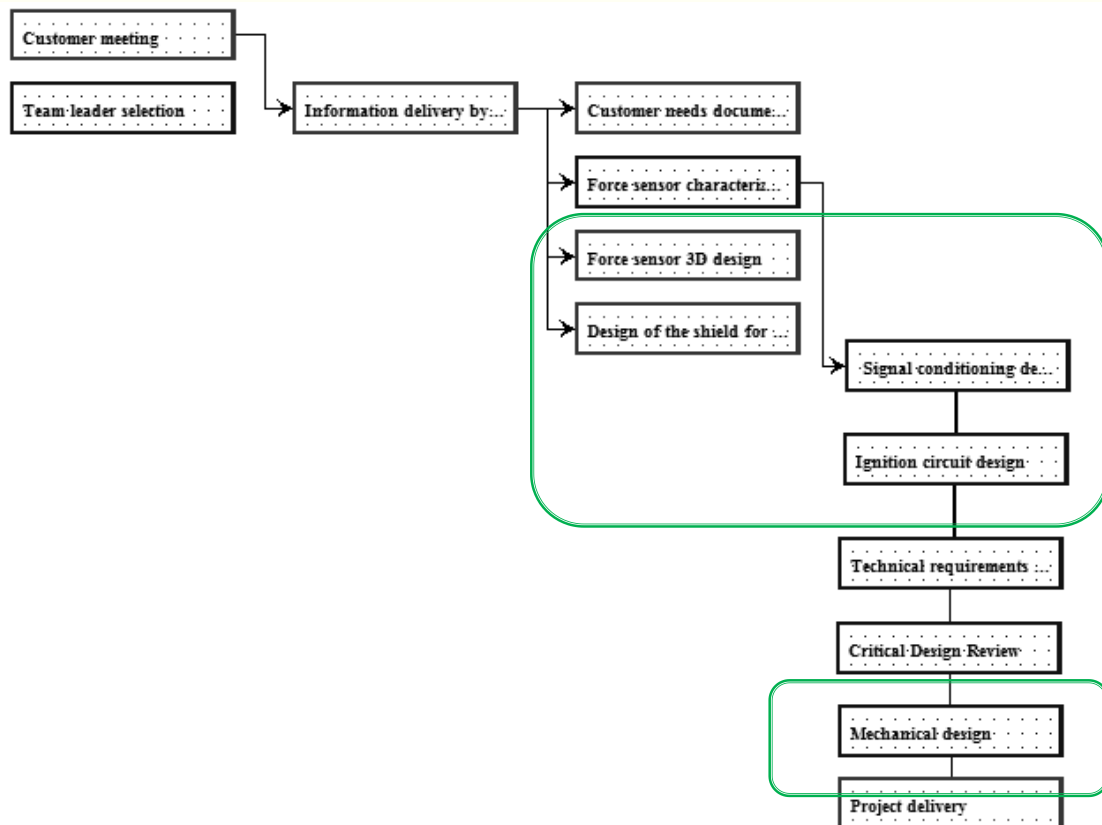 Customer meeting
Team leader selection
Information delivery by:...
Customer needs docume...
Force sensor characteriz...
Force sensor 3D design
Design of the shield for ...
Signal conditioning de...
Ignition circuit design
Technical requirements ...
Critical Design Review
Mechanical design
Project delivery